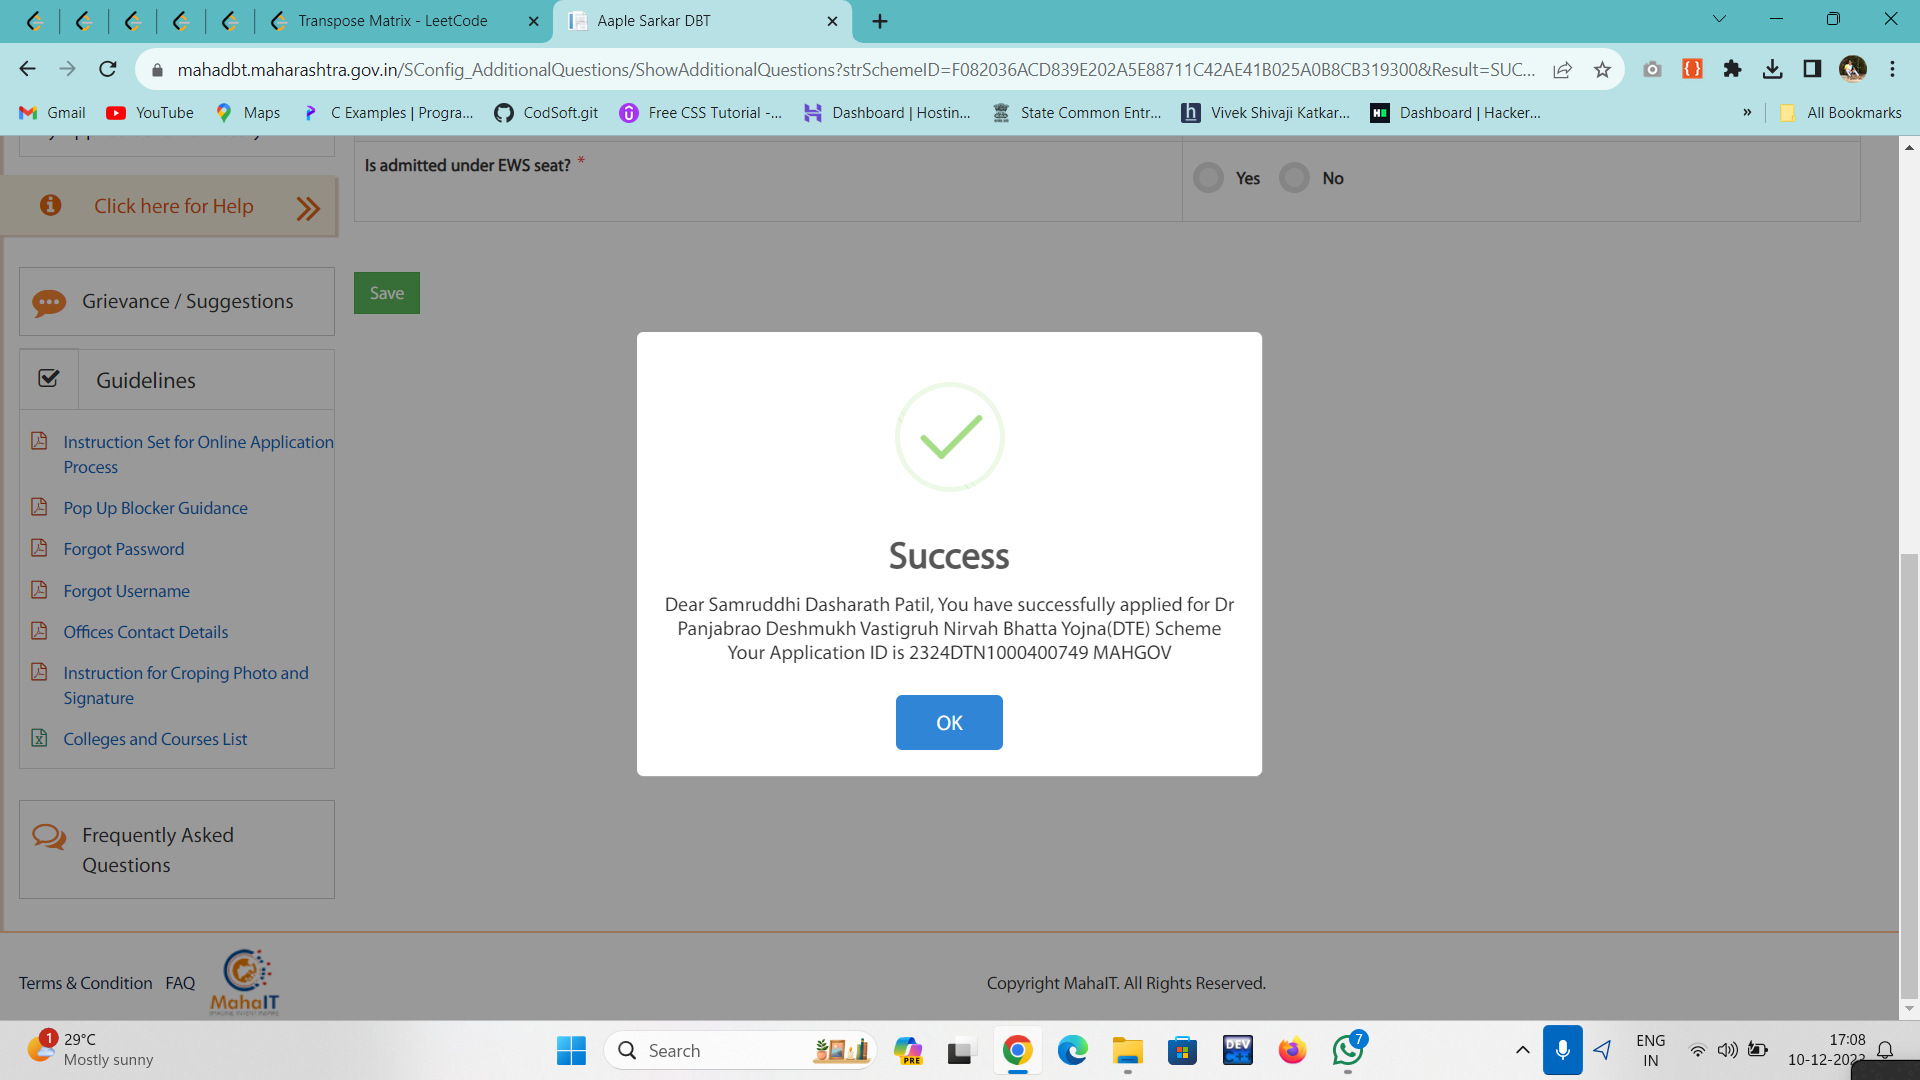 Transpose Matrix - LeetCode
Aaple Sarkar DBT
mahadbt.maharashtra.gov.in/SConfig_AdditionalQuestions/ShowAdditionalQuestions?strSchemeID=F082036ACD839E202A5E88711C42AE41B025A0B8CB319300&Result=SUC...
Gmail
YouTube
Maps
C Examples | Progra...
CodSoft.git
Free CSS Tutorial -...
Dashboard | Hostin...
State Common Entr...
Vivek Shivaji Katkar...
Dashboard | Hacker...
»
All Bookmarks
Is admitted under EWS seat? *
Yes
No
Click here for Help
Save
Grievance / Suggestions
Guidelines
Instruction Set for Online Application
Process
Pop Up Blocker Guidance
Forgot Password
Forgot Username
Offices Contact Details
Instruction for Croping Photo and
Signature
Colleges and Courses List
Frequently Asked
Questions
Success
Dear Samruddhi Dasharath Patil, You have successfully applied for Dr
Panjabrao Deshmukh Vastigruh Nirvah Bhatta Yojna(DTE) Scheme
Your Application ID is 2324DTN1000400749 MAHGOV
OK
Terms & Condition
FAQ
MahaIT
Copyright MahaIT. All Rights Reserved.
1
29°C
Mostly sunny
Search
PRE
DEV
7
ENG
IN
17:08
10-12-2023